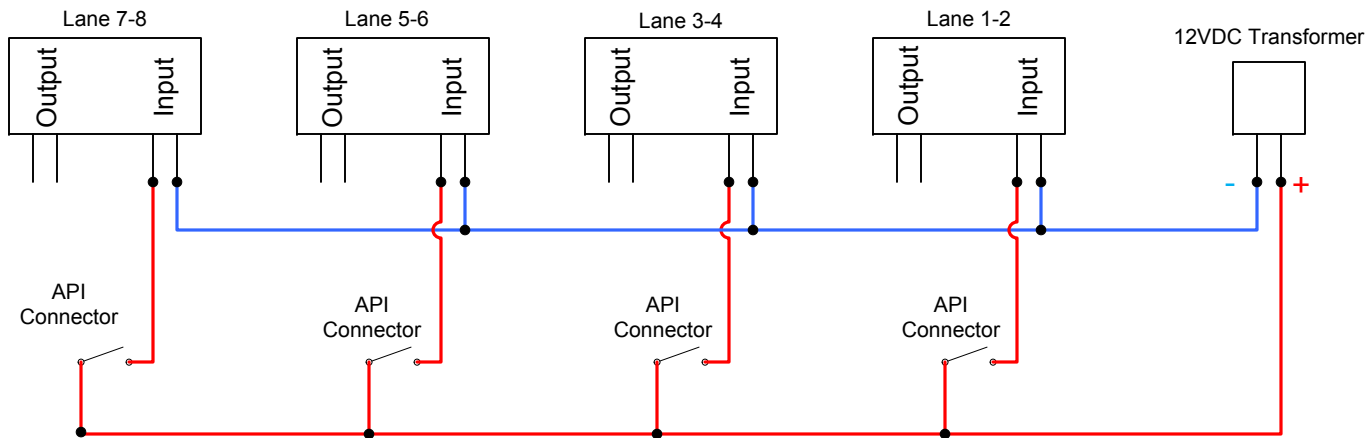 Lane 7-8
Lane 5-6
Lane 3-4
Lane 1-2
12VDC Transformer
Output
Input
Output
Input
Output
Input
Output
Input
- +
API
Connector
API
Connector
API
Connector
API
Connector